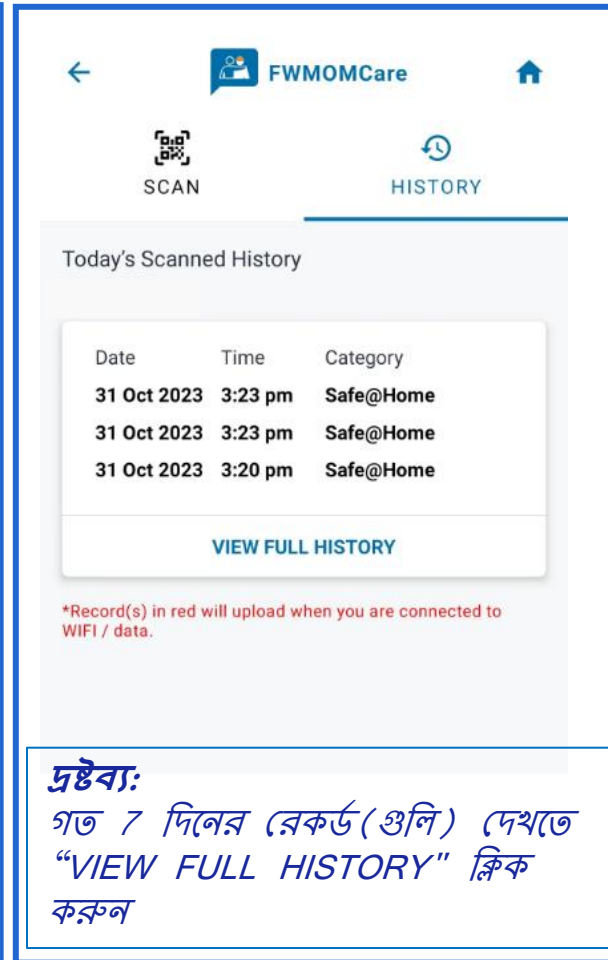 FWMOMCare
SCAN HISTORY
Today's Scanned History
Date Time Category
31 Oct 2023 3:23 pm Safe@Home
31 Oct 2023 3:23 pm Safe@Home
31 Oct 2023 3:20 pm Safe@Home
VIEW FULL HISTORY
*Record(s) in red will upload when you are connected to
WIFI / data.
দ্রষ্টব্য:
গত 7 দিনের রেকর্ড(গুলি) দেখতে
“VIEW FULL HISTORY" ক্লিক
করুন